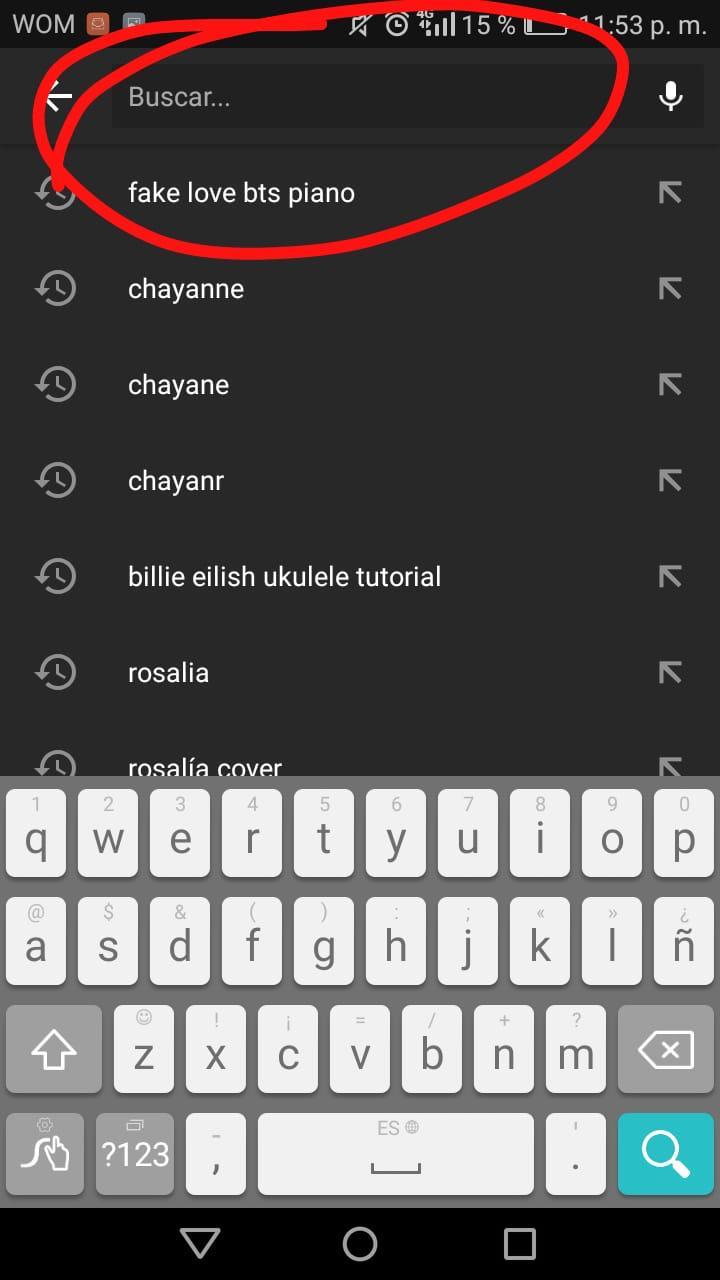 WOM 4G 15 % 11:53 p. m.
Buscar...
fake love bts piano
chayanne
chayane
chayanr
billie eilish ukulele tutorial
rosalia
rosalía cover
1 2 3 4 5 6 7 8 9 0
q w e r t y u i o p
@ $ & ( ) : ; « » ¿
a s d f g h j k l ñ
! ¡ = / + ?
z x c v b n m
- ES '
?123 , .